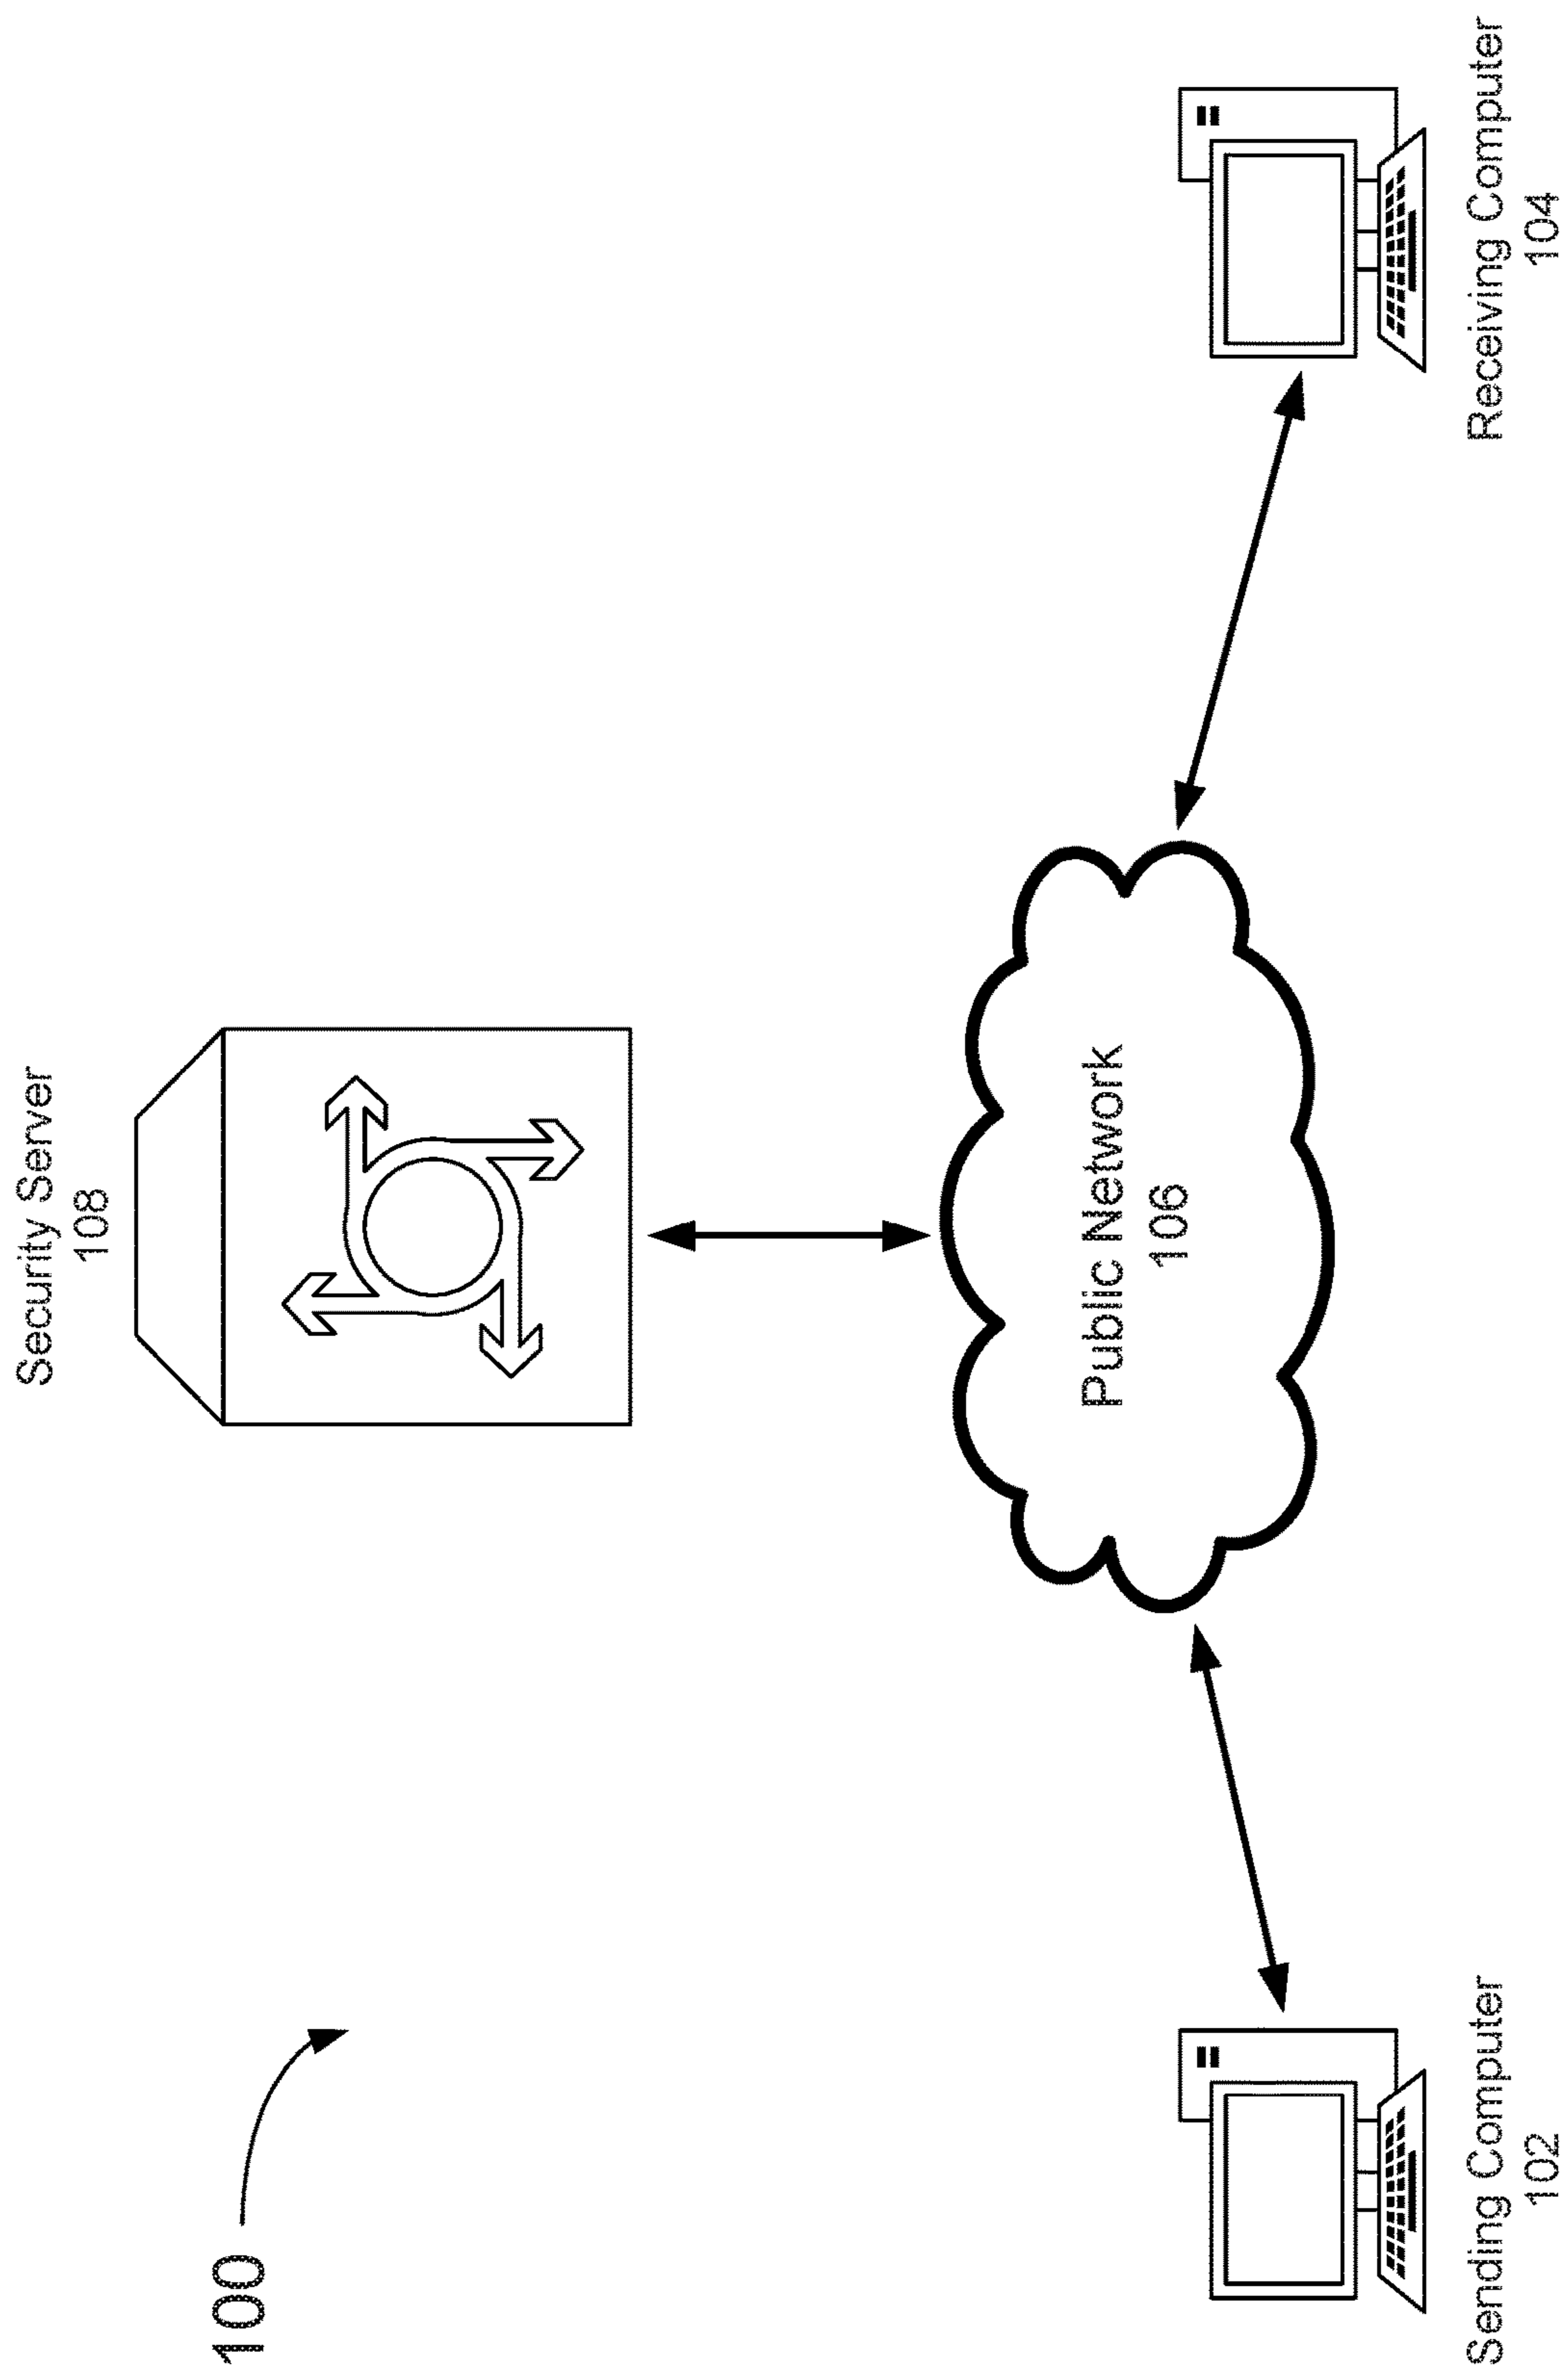 100
Security Server
108
Public Network
106
Sending Computer
102
Receiving Computer
104